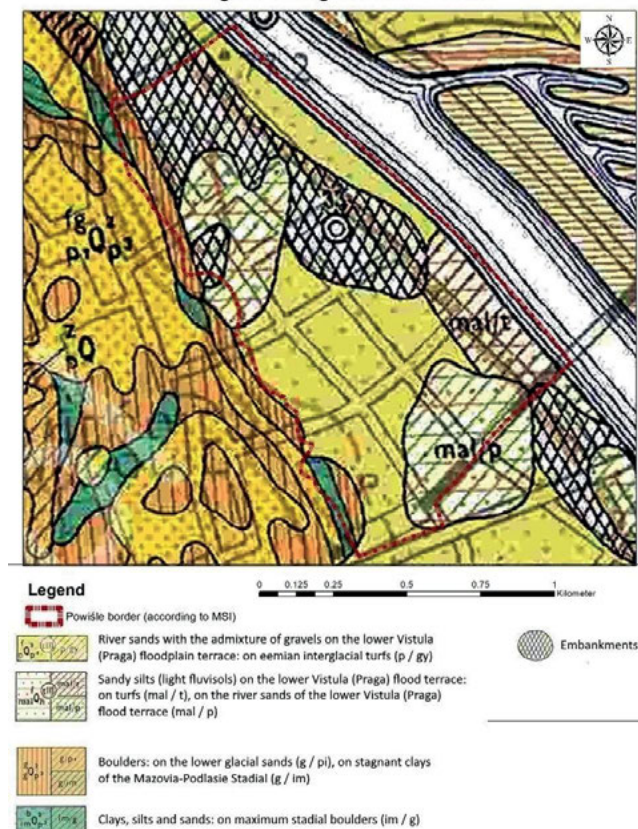 N
W E
S
2
mal/t
mal/p
Legend
0 0.125 0.25 0.5 0.75 1
Kilometer
Powiśle border (according to MSI)
River sands with the admixture of gravels on the lower Vistula
(Praga) floodplain terrace: on eemian interglacial turfs (p / gy)
Embankments
Sandy silts (light fluvisols) on the lower Vistula (Praga) flood terrace:
on turfs (mal / t), on the river sands of the lower Vistula (Praga)
flood terrace (mal / p)
Boulders: on the lower glacial sands (g / pi), on stagnant clays
of the Mazovia-Podlasie Stadial (g / im)
Clays, silts and sands: on maximum stadial boulders (im / g)